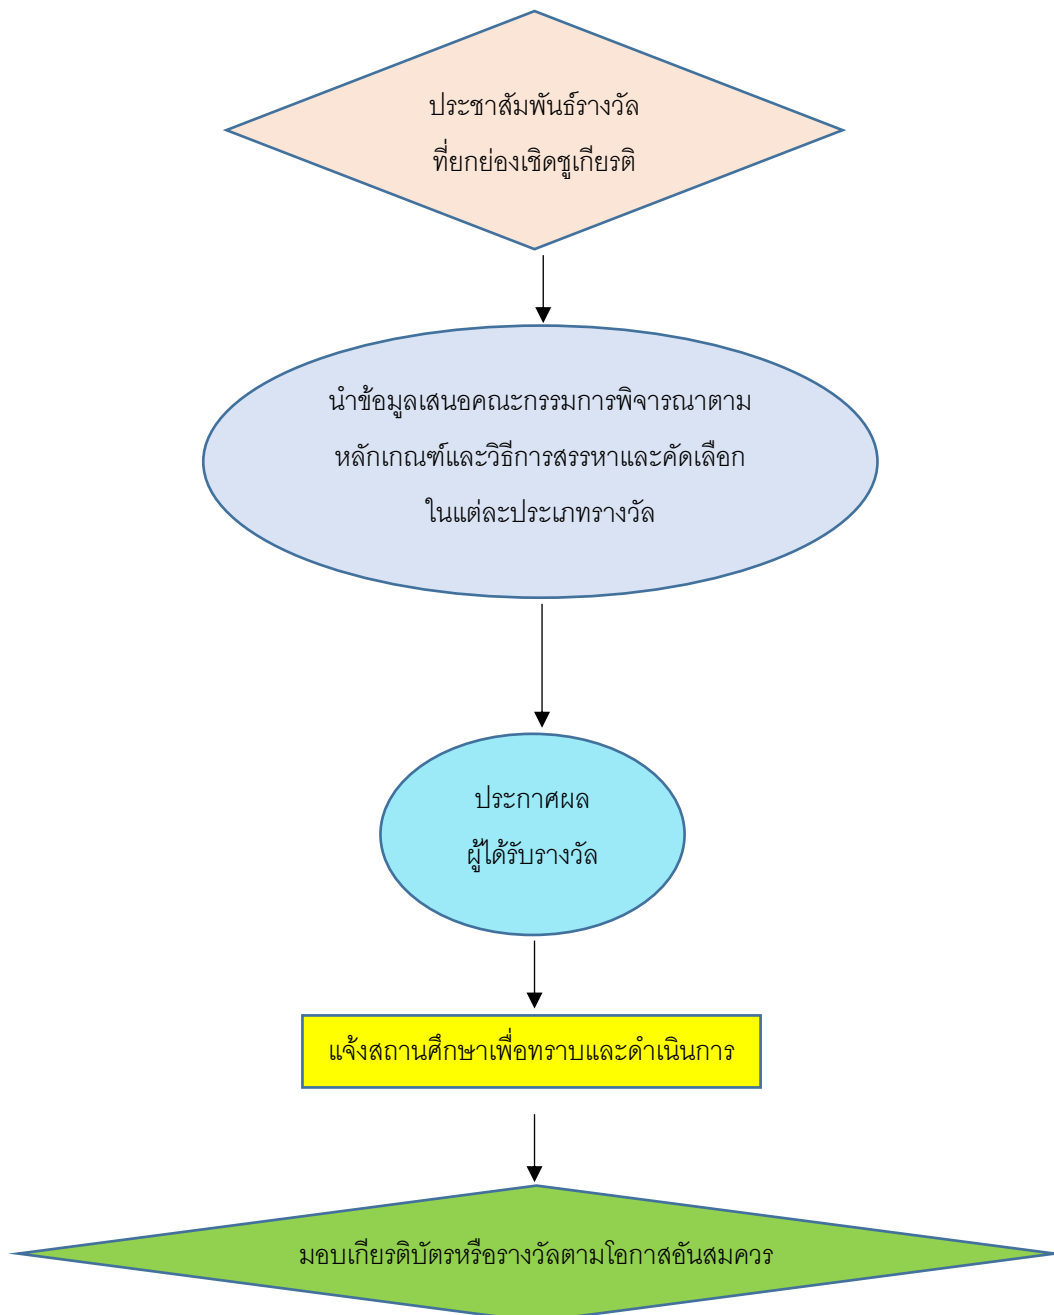 ประชาสัมพันธ์รางวัล
ที่ยกย่องเชิดชูเกียรติ
นำข้อมูลเสนอคณะกรรมการพิจารณาตาม
หลักเกณฑ์และวิธีการสรรหาและคัดเลือก
ในแต่ละประเภทรางวัล
ประกาศผล
ผู้ได้รับรางวัล
แจ้งสถานศึกษาเพื่อทราบและดำเนินการ
มอบเกียรติบัตรหรือรางวัลตามโอกาสอันสมควร